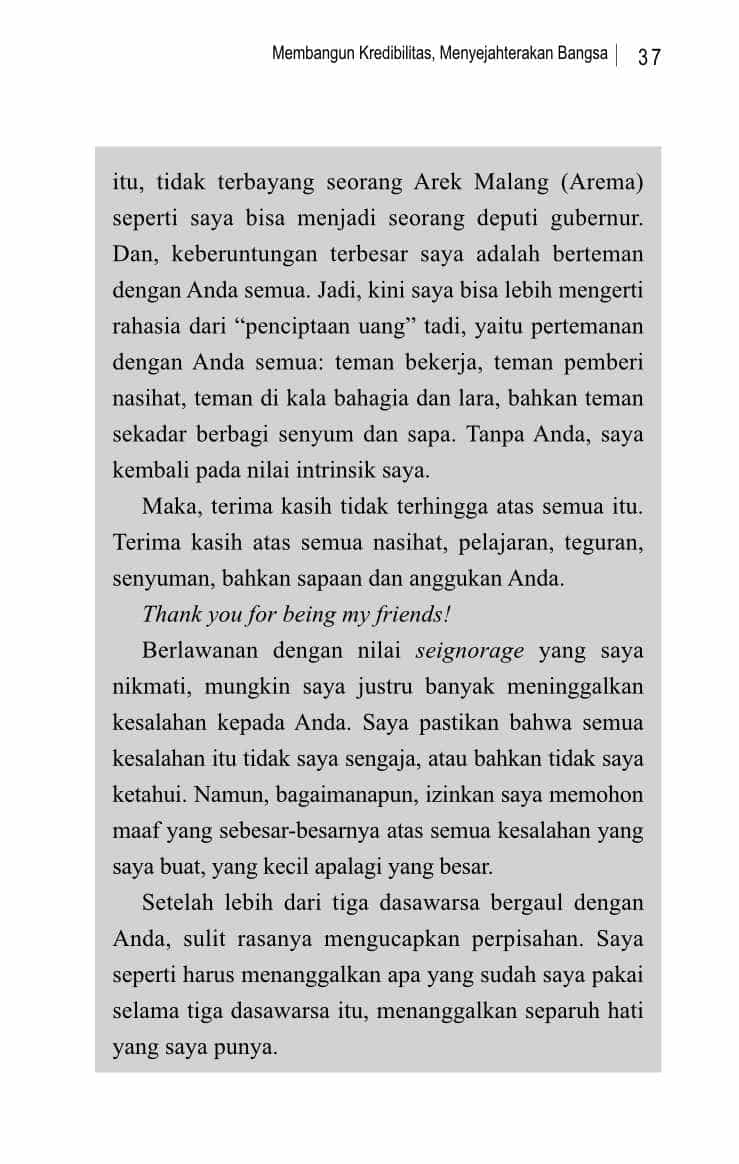 Membangun Kredibilitas, Menyejahterakan Bangsa | 37
itu, tidak terbayang seorang Arek Malang (Arema)
seperti saya bisa menjadi seorang deputi gubernur.
Dan, keberuntungan terbesar saya adalah berteman
dengan Anda semua. Jadi, kini saya bisa lebih mengerti
rahasia dari “penciptaan uang” tadi, yaitu pertemanan
dengan Anda semua: teman bekerja, teman pemberi
nasihat, teman di kala bahagia dan lara, bahkan teman
sekadar berbagi senyum dan sapa. Tanpa Anda, saya
kembali pada nilai intrinsik saya.
Maka, terima kasih tidak terhingga atas semua itu.
Terima kasih atas semua nasihat, pelajaran, teguran,
senyuman, bahkan sapaan dan anggukan Anda.
Thank you for being my friends!
Berlawanan dengan nilai seignorage yang saya
nikmati, mungkin saya justru banyak meninggalkan
kesalahan kepada Anda. Saya pastikan bahwa semua
kesalahan itu tidak saya sengaja, atau bahkan tidak saya
ketahui. Namun, bagaimanapun, izinkan saya memohon
maaf yang sebesar-besarnya atas semua kesalahan yang
saya buat, yang kecil apalagi yang besar.
Setelah lebih dari tiga dasawarsa bergaul dengan
Anda, sulit rasanya mengucapkan perpisahan. Saya
seperti harus menanggalkan apa yang sudah saya pakai
selama tiga dasawarsa itu, menanggalkan separuh hati
yang saya punya.